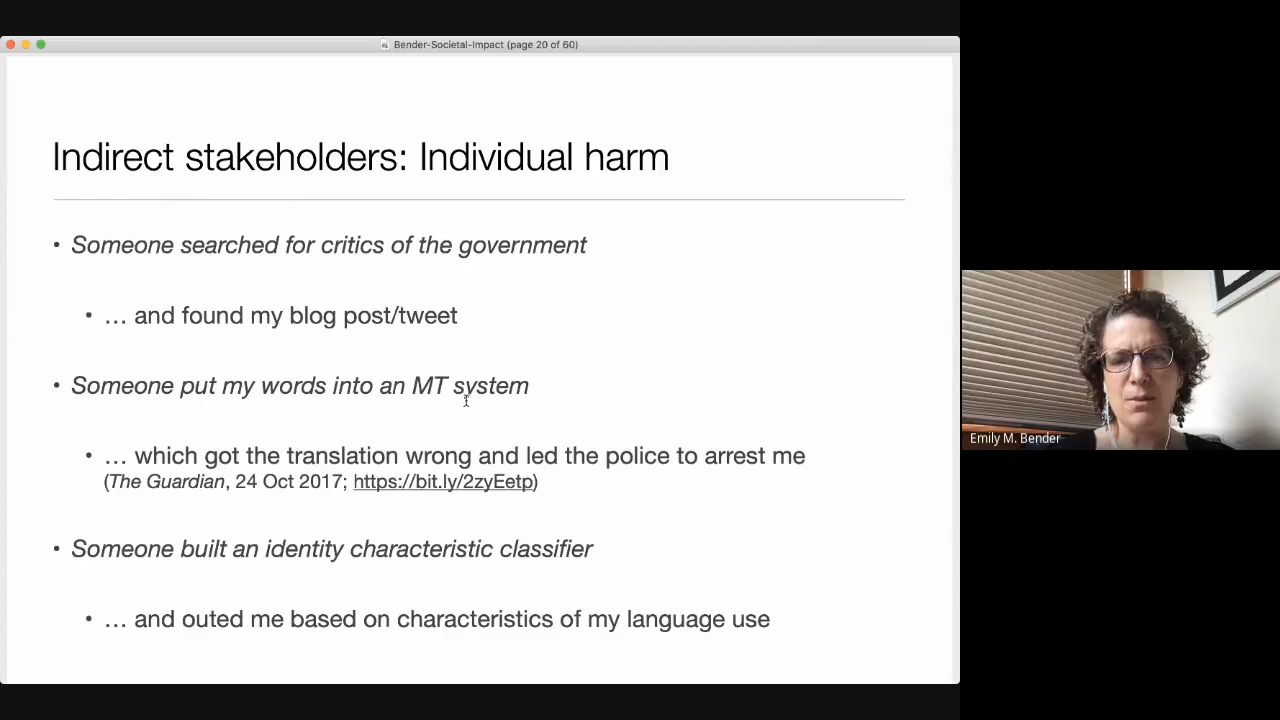 Bender-Societal-Impact (page 20 of 60)
Indirect stakeholders: Individual harm
• Someone searched for critics of the government
• … and found my blog post/tweet
• Someone put my words into an MT system
• … which got the translation wrong and led the police to arrest me
(The Guardian, 24 Oct 2017; https://bit.ly/2zyEetp)
• Someone built an identity characteristic classifier
• … and outed me based on characteristics of my language use
Emily M. Bender